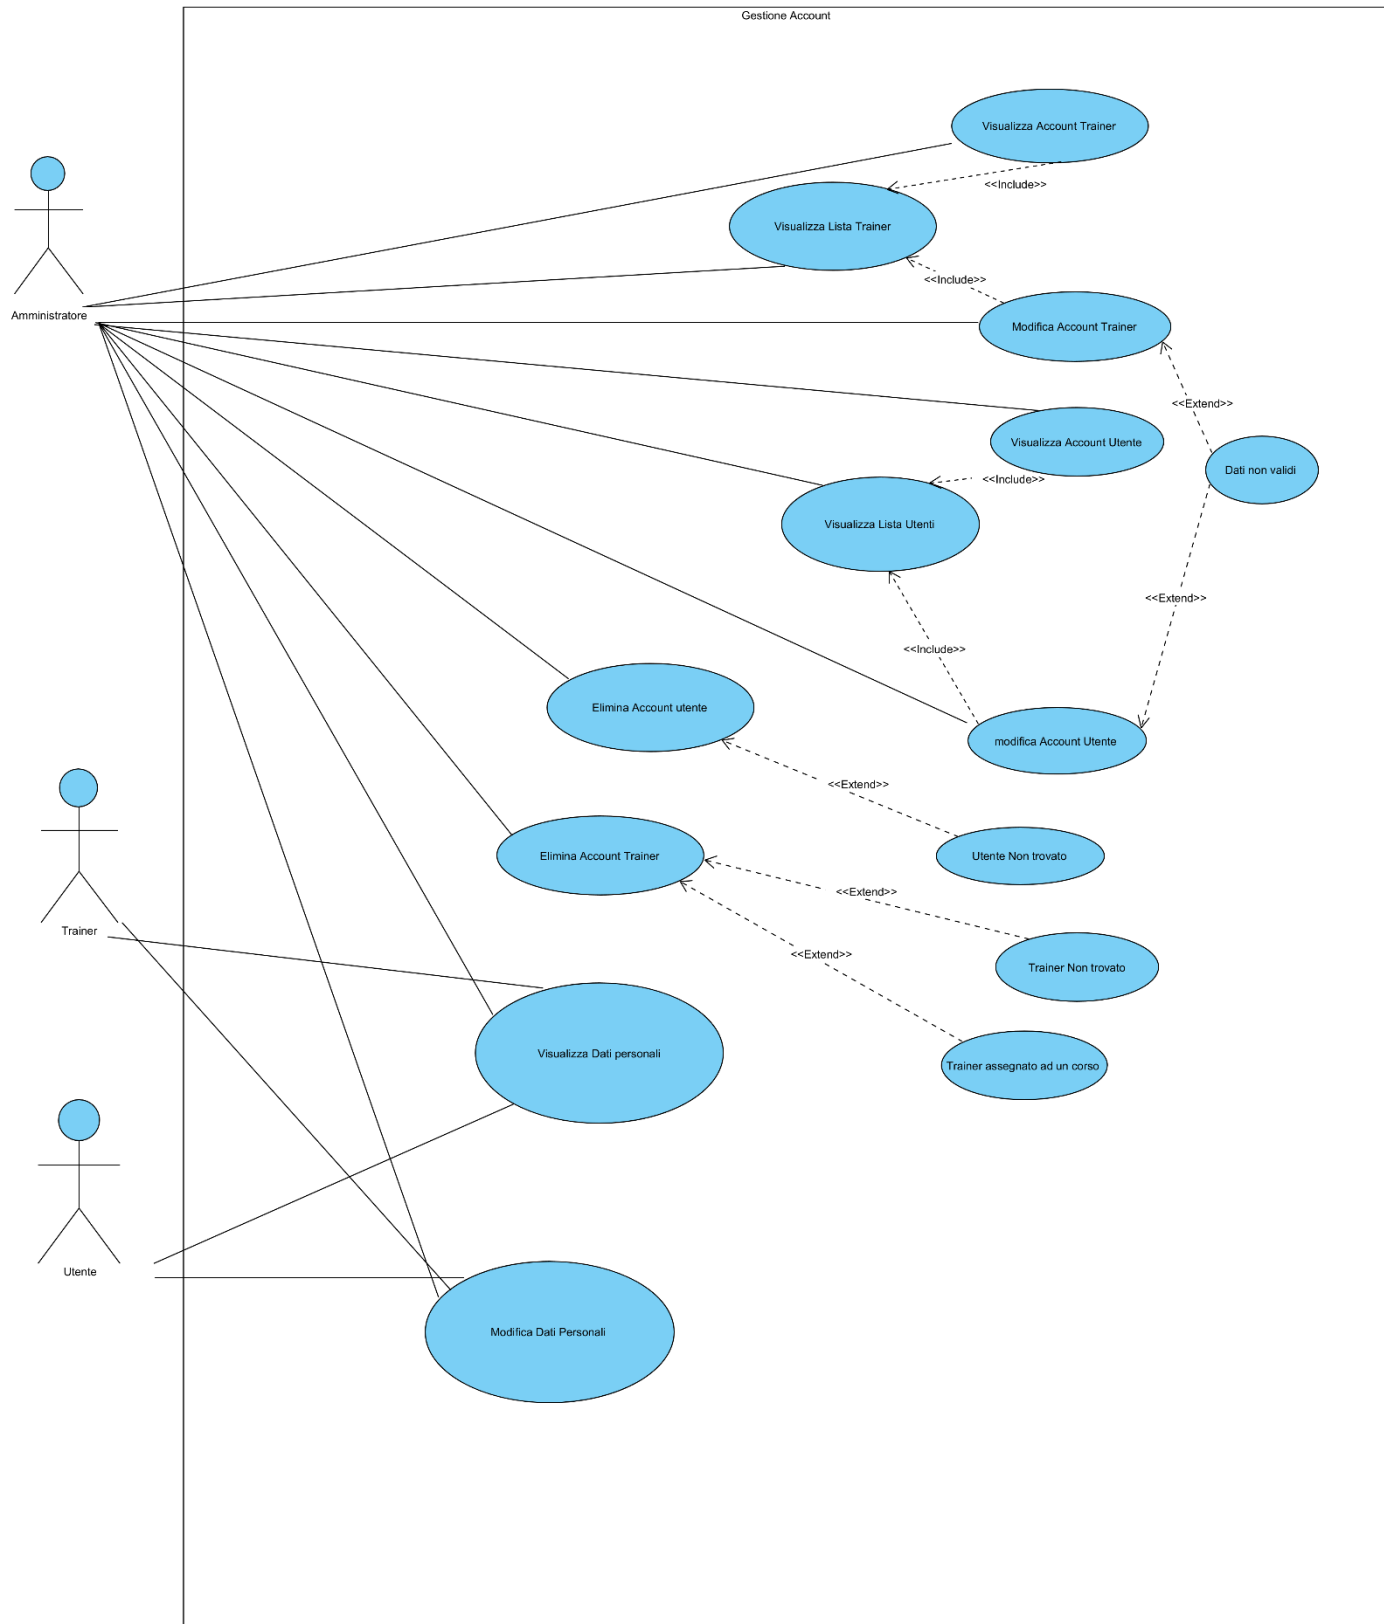 Gestione Account
Visualizza Account Trainer
<<Include>>
Visualizza Lista Trainer
<<Include>>
Amministratore
Modifica Account Trainer
<<Extend>>
Visualizza Account Utente
Dati non validi
<<Include>>
Visualizza Lista Utenti
<<Extend>>
<<Include>>
Elimina Account utente
modifica Account Utente
<<Extend>>
Elimina Account Trainer
Utente Non trovato
<<Extend>>
Trainer
<<Extend>>
Trainer Non trovato
Visualizza Dati personali
Trainer assegnato ad un corso
Utente
Modifica Dati Personali